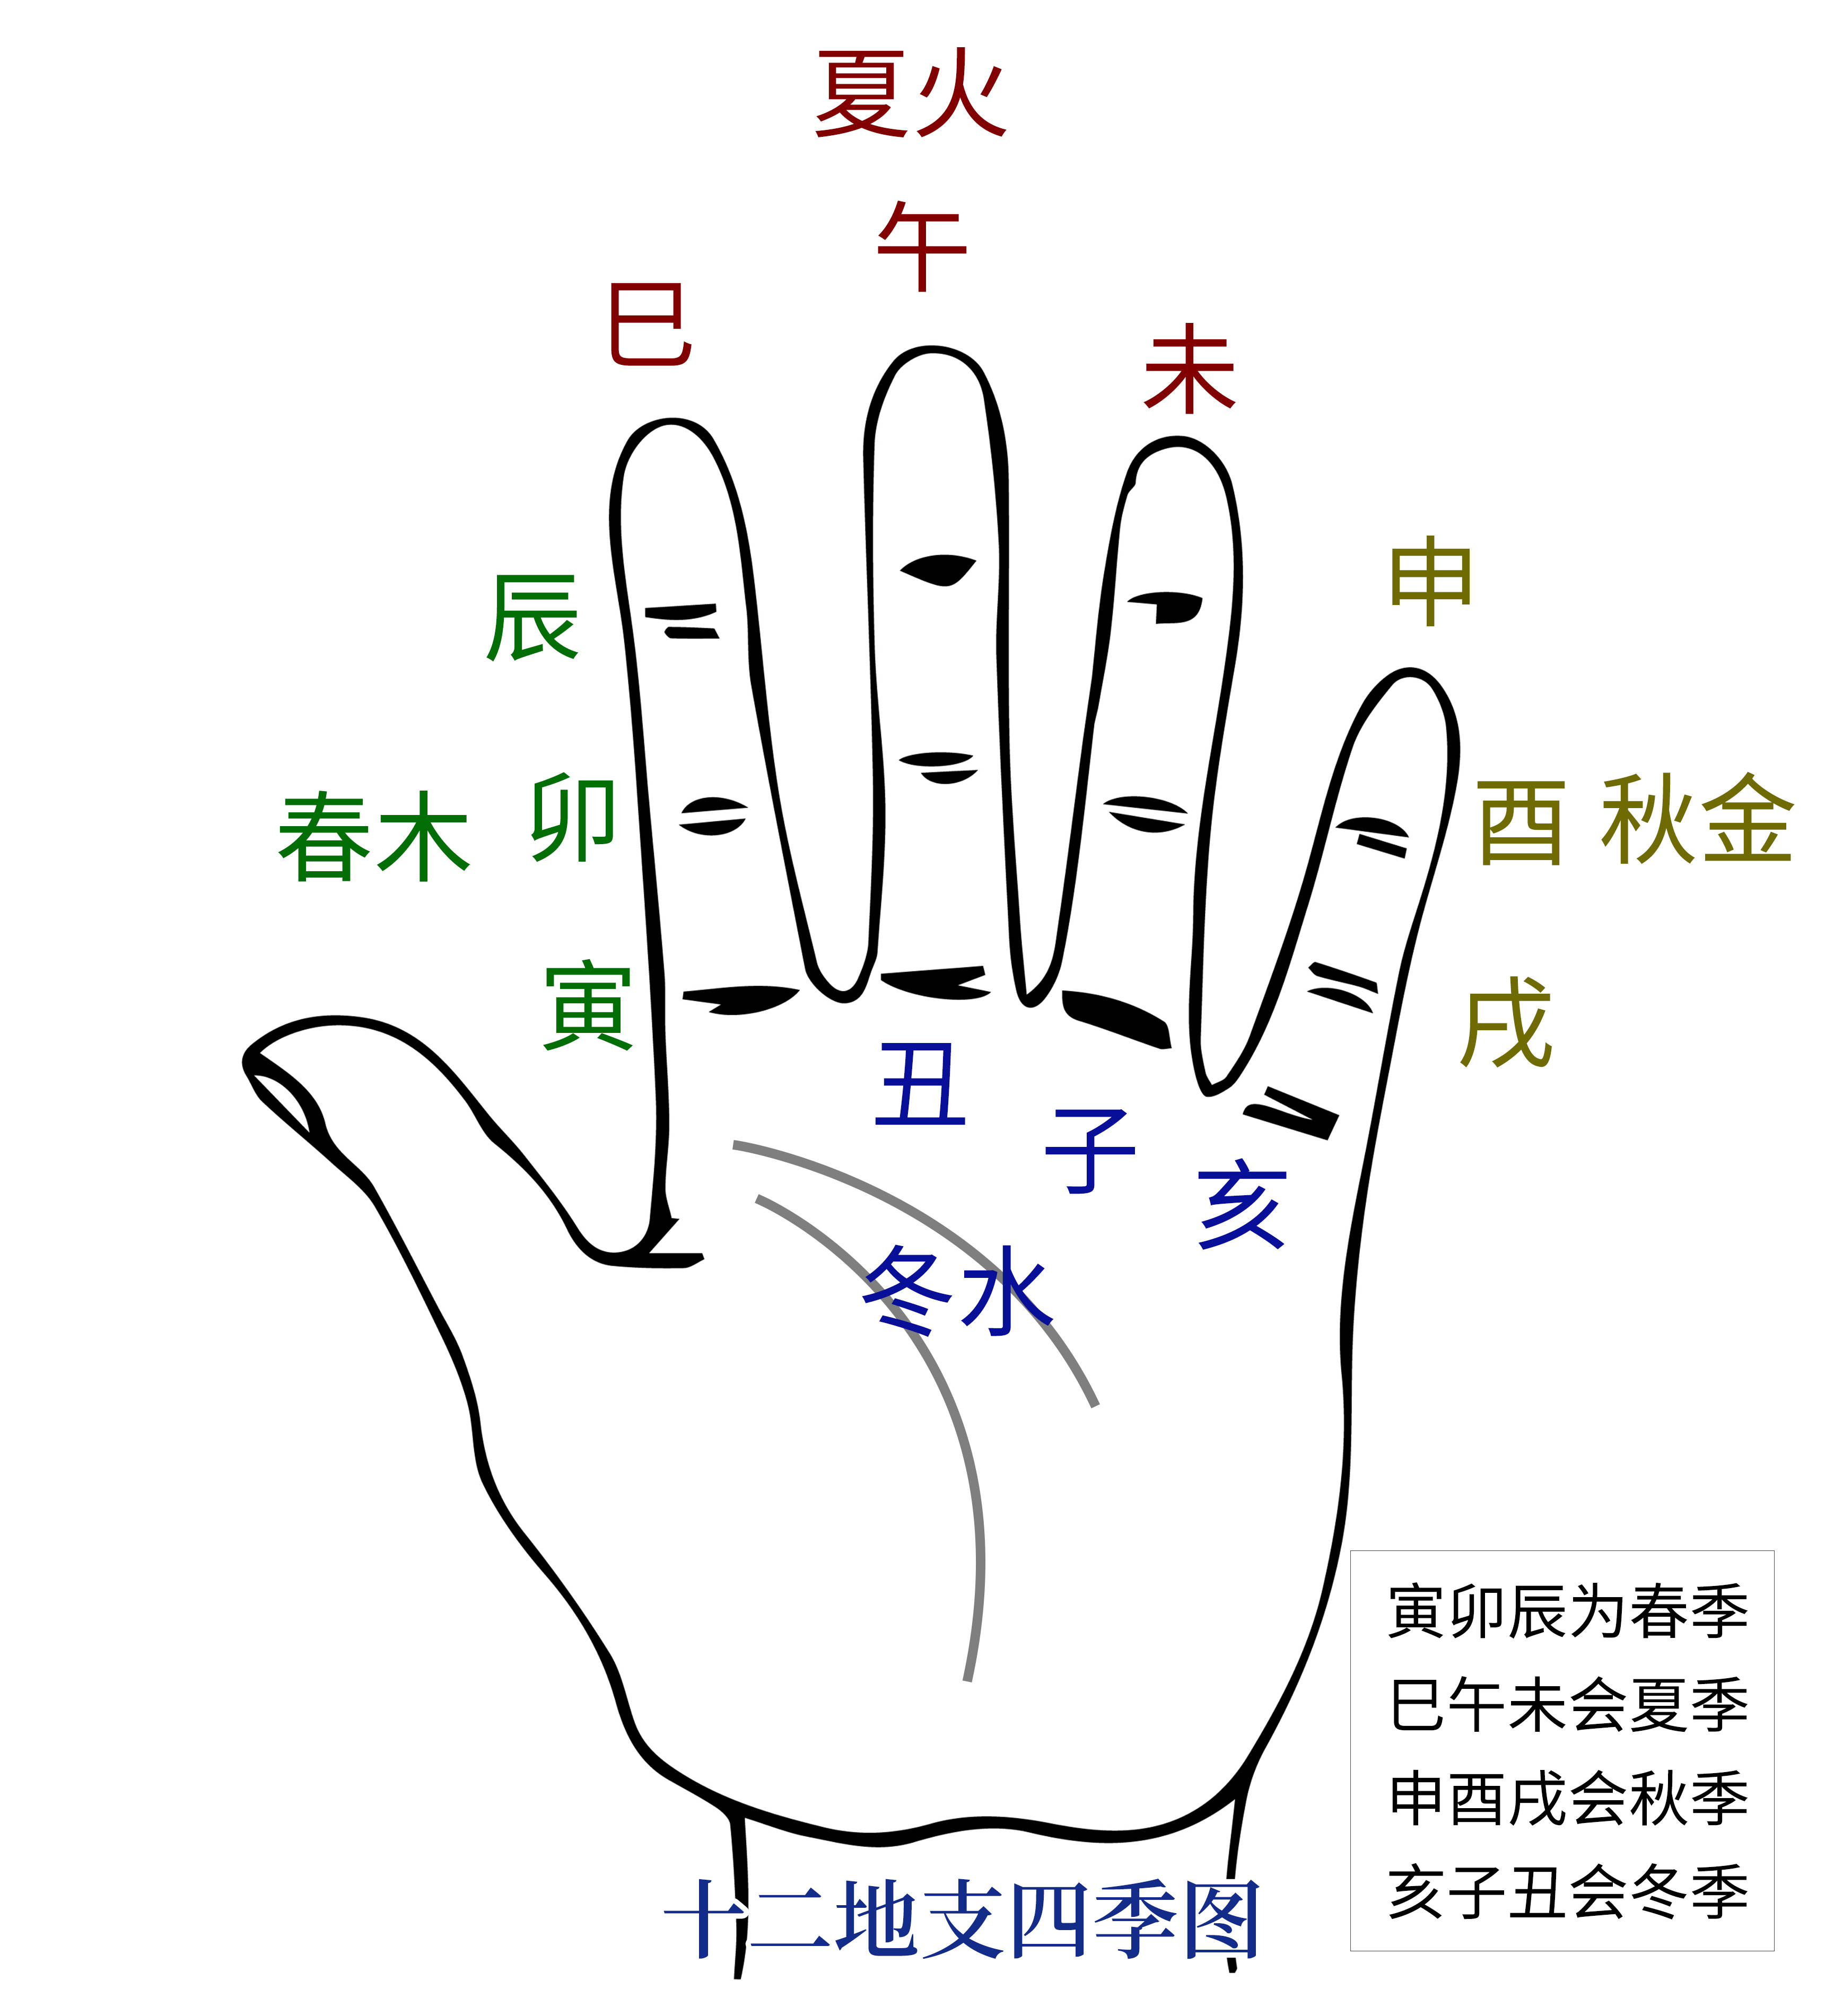 夏火
午
巳
未
申
辰
春木 卯
酉 秋金
寅
戌
丑
子
亥
冬水
寅卯辰为春季
巳午未会夏季
申酉戌会秋季
亥子丑会冬季
十二地支四季图